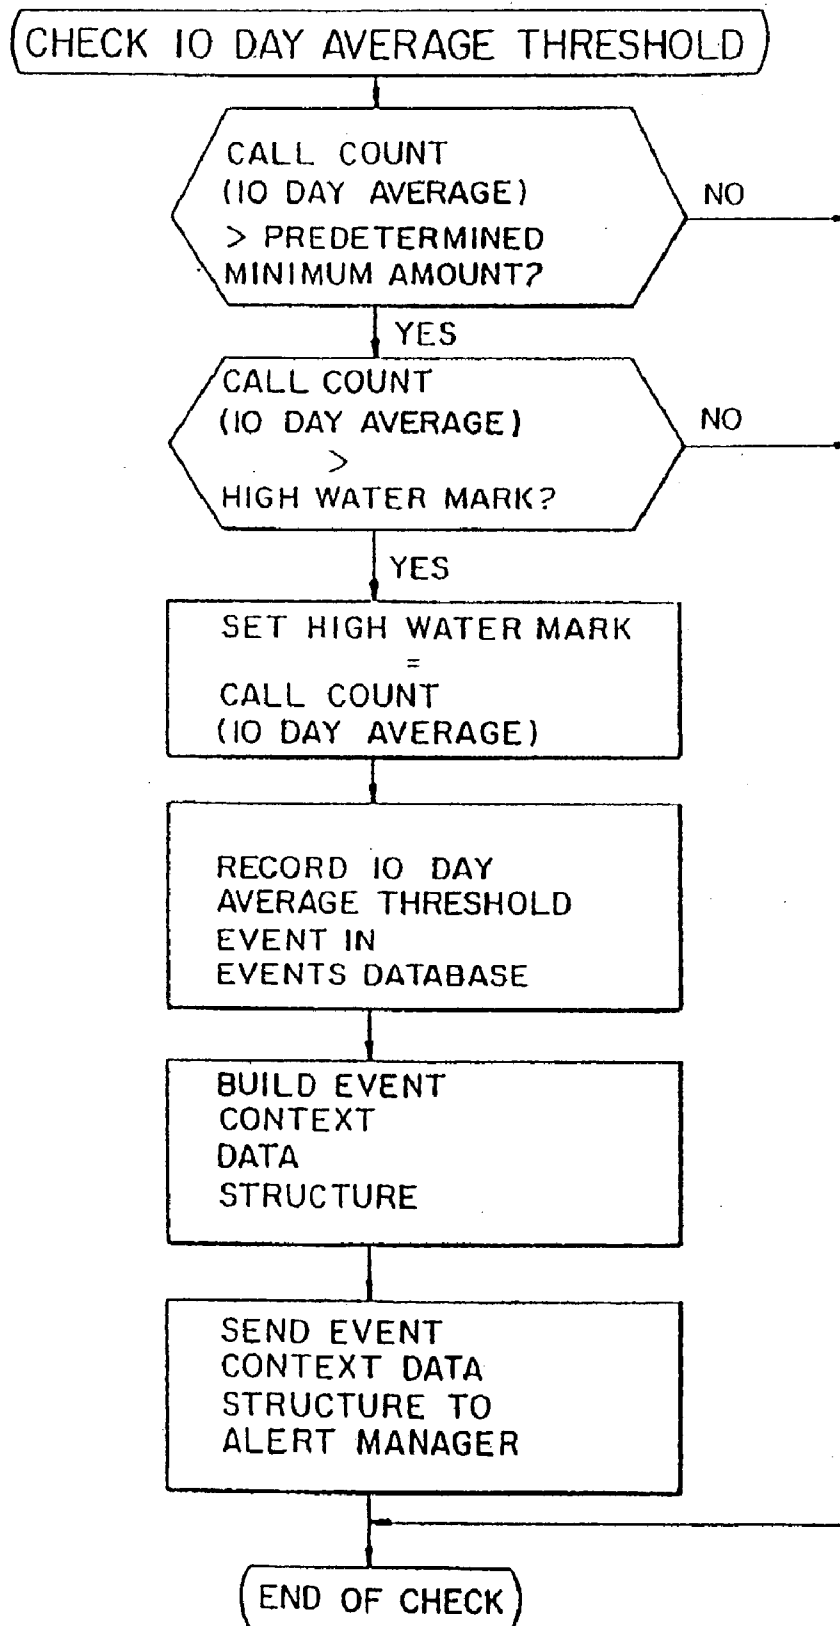 CHECK 10 DAY AVERAGE THRESHOLD
CALL COUNT
(10 DAY AVERAGE)
> PREDETERMINED
MINIMUM AMOUNT?
NO
YES
CALL COUNT
(10 DAY AVERAGE)
>
HIGH WATER MARK?
NO
YES
SET HIGH WATER MARK
=
CALL COUNT
(10 DAY AVERAGE)
RECORD 10 DAY
AVERAGE THRESHOLD
EVENT IN
EVENTS DATABASE
BUILD EVENT
CONTEXT
DATA
STRUCTURE
SEND EVENT
CONTEXT DATA
STRUCTURE TO
ALERT MANAGER
END OF CHECK